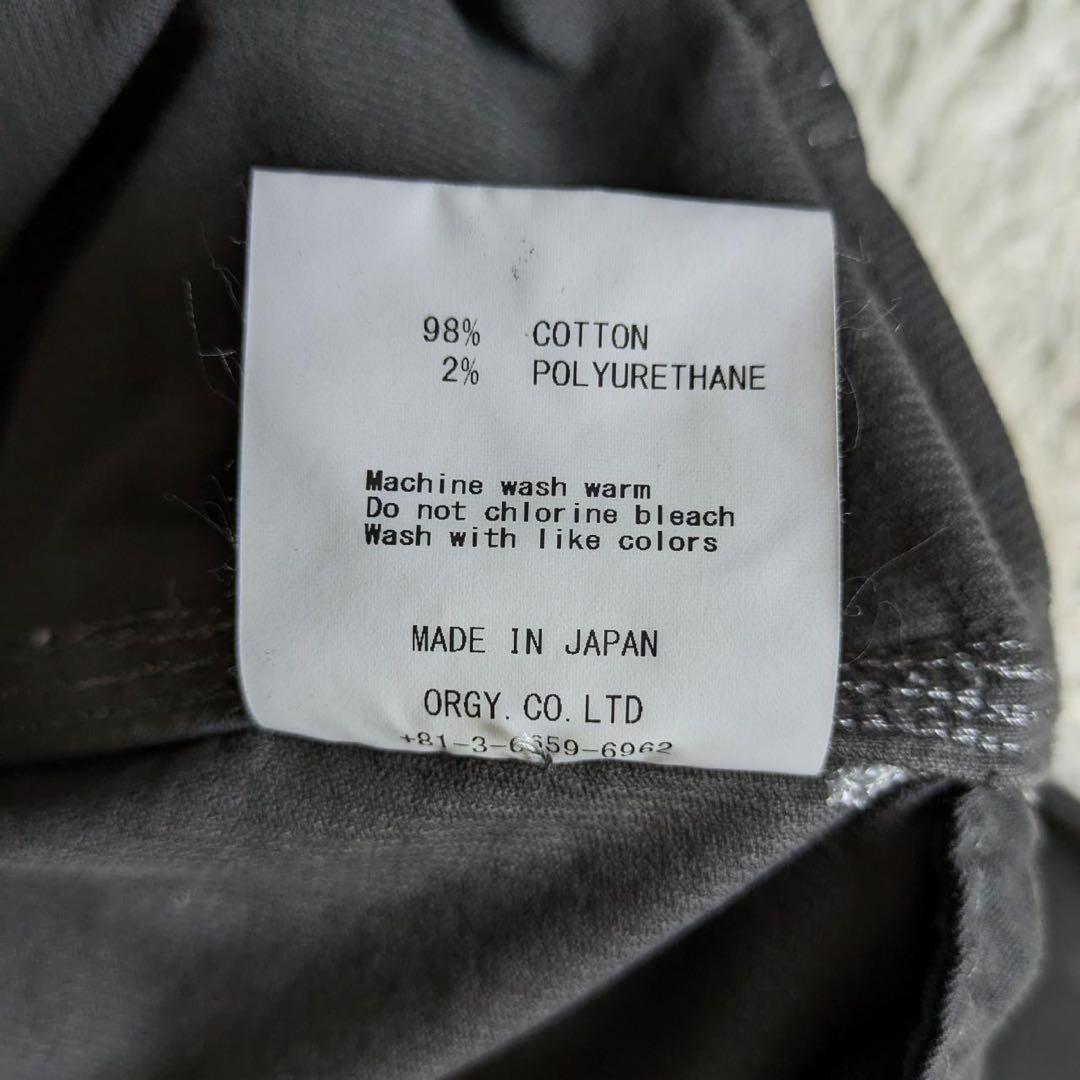 98% COTTON
2% POLYURETHANE
Machine wash warm
Do not chlorine bleach
Wash with like colors
MADE IN JAPAN
ORGY. CO. LTD
+81-3-6659-6962